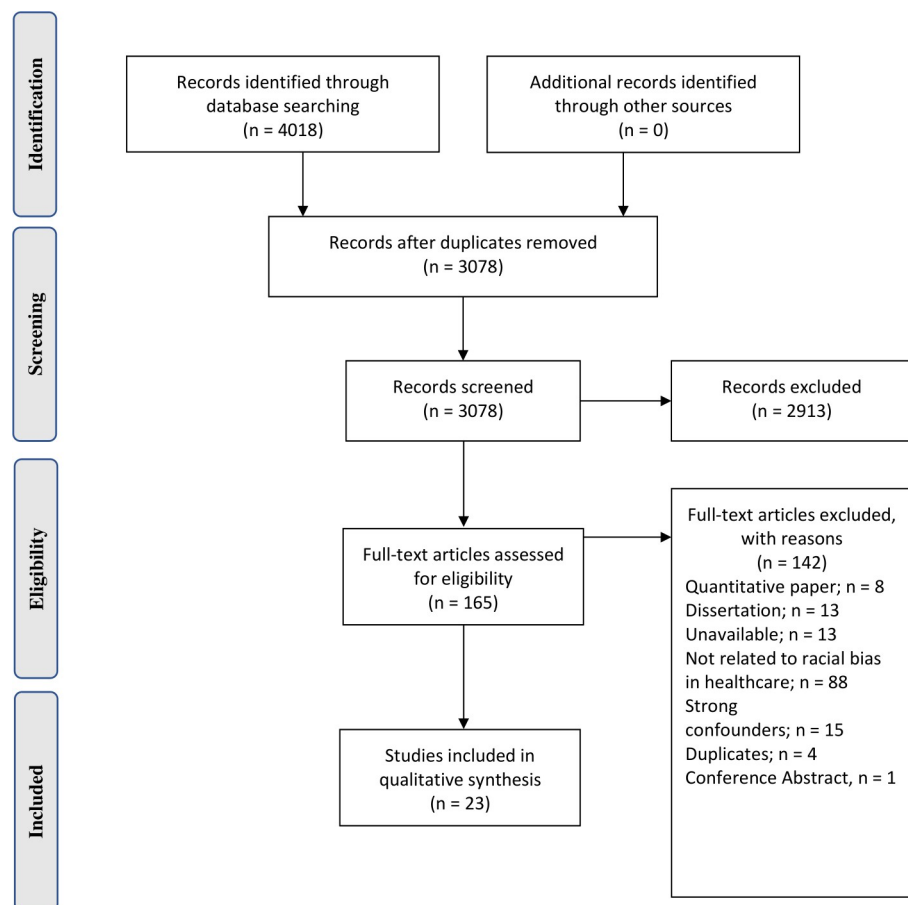 Identification
Records identified through
database searching
(n = 4018)
Additional records identified
through other sources
(n = 0)
Screening
Records after duplicates removed
(n = 3078)
Records screened
(n = 3078)
Records excluded
(n = 2913)
Eligibility
Full-text articles assessed
for eligibility
(n = 165)
Full-text articles excluded,
with reasons
(n = 142)
Quantitative paper; n = 8
Dissertation; n = 13
Unavailable; n = 13
Not related to racial bias
in healthcare; n = 88
Strong
confounders; n = 15
Duplicates; n = 4
Conference Abstract, n = 1
Included
Studies included in
qualitative synthesis
(n = 23)